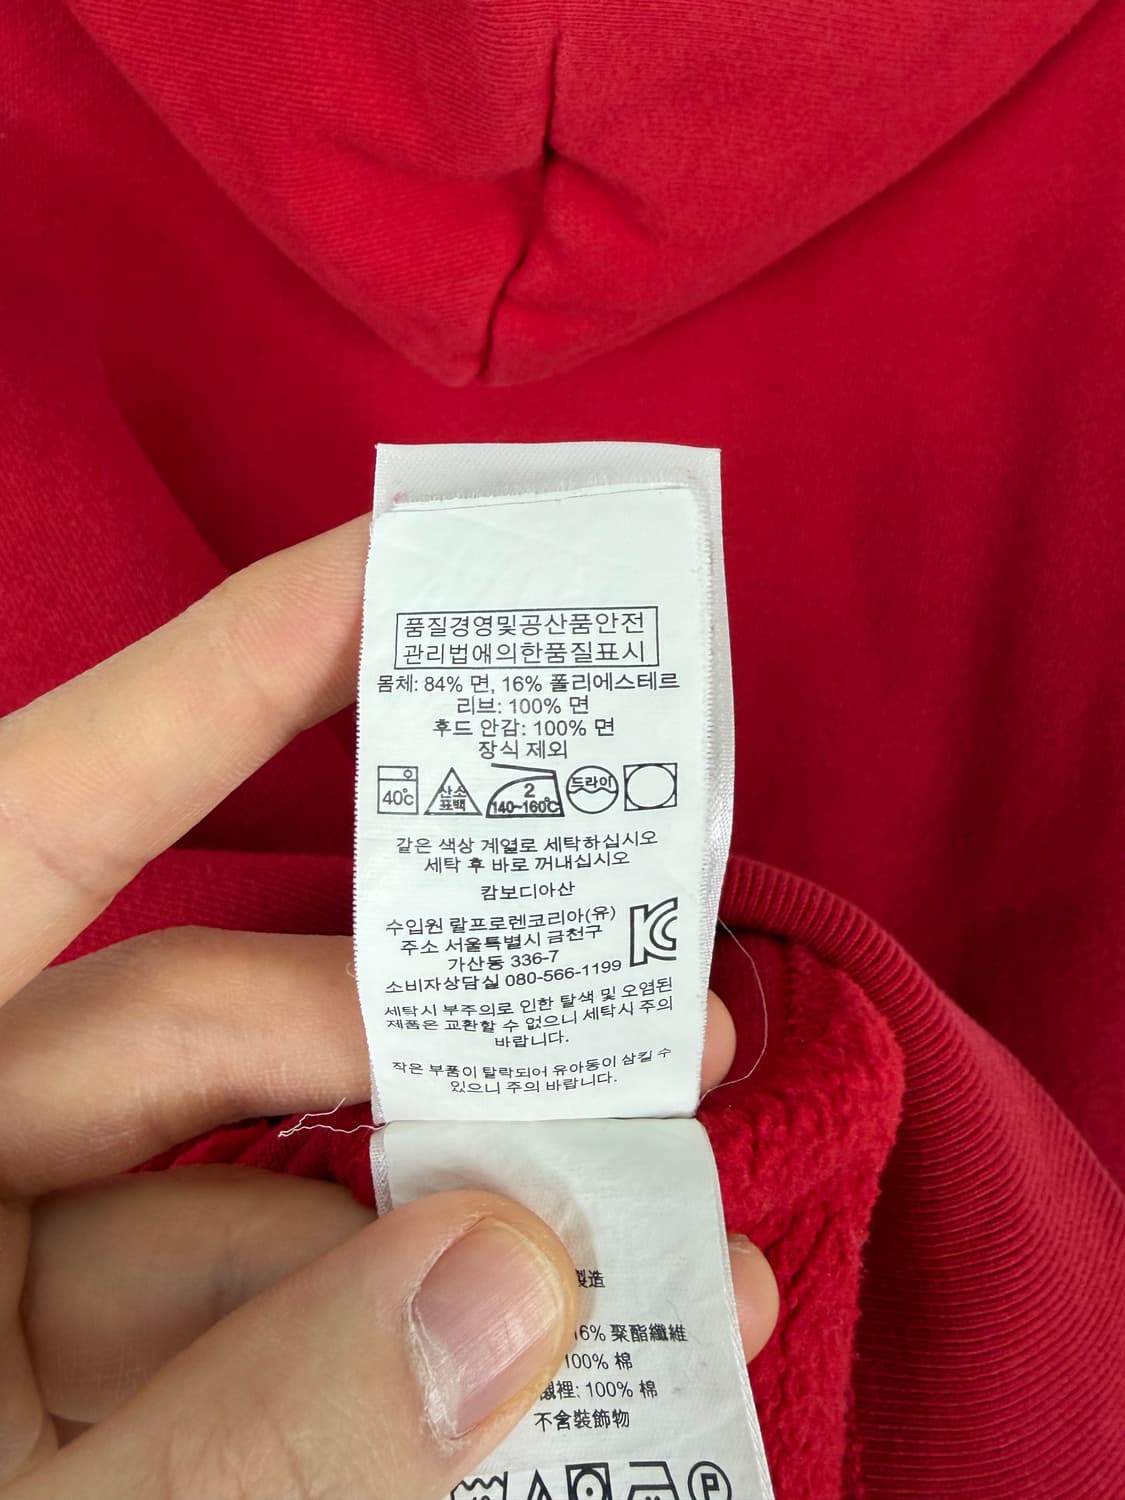 품질경영및공산품안전
관리법에의한품질표시
몸체: 84% 면, 16% 폴리에스테르
리브: 100% 면
후드 안감: 100% 면
장식 제외
40℃ 산소표백 2 140~160℃ 드라이
같은 색상 계열로 세탁하십시오
세탁 후 바로 꺼내십시오
캄보디아산
수입원 랄프로렌코리아(유)
주소 서울특별시 금천구
가산동 336-7
소비자상담실 080-566-1199
세탁시 부주의로 인한 탈색 및 오염된
제품은 교환할 수 없으니 세탁시 주의
바랍니다.
작은 부품이 탈락되어 유아동이 삼킬 수
있으니 주의 바랍니다.
製造
16% 聚酯纖維
100% 棉
襯裡: 100% 棉
不含裝飾物
P